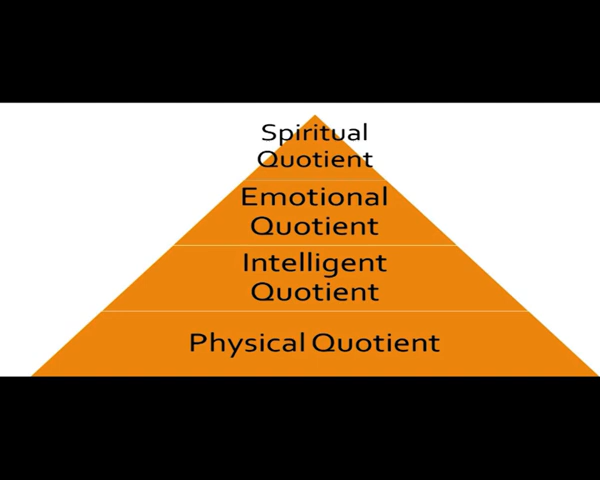 Spiritual
Quotient
Emotional
Quotient
Intelligent
Quotient
Physical Quotient